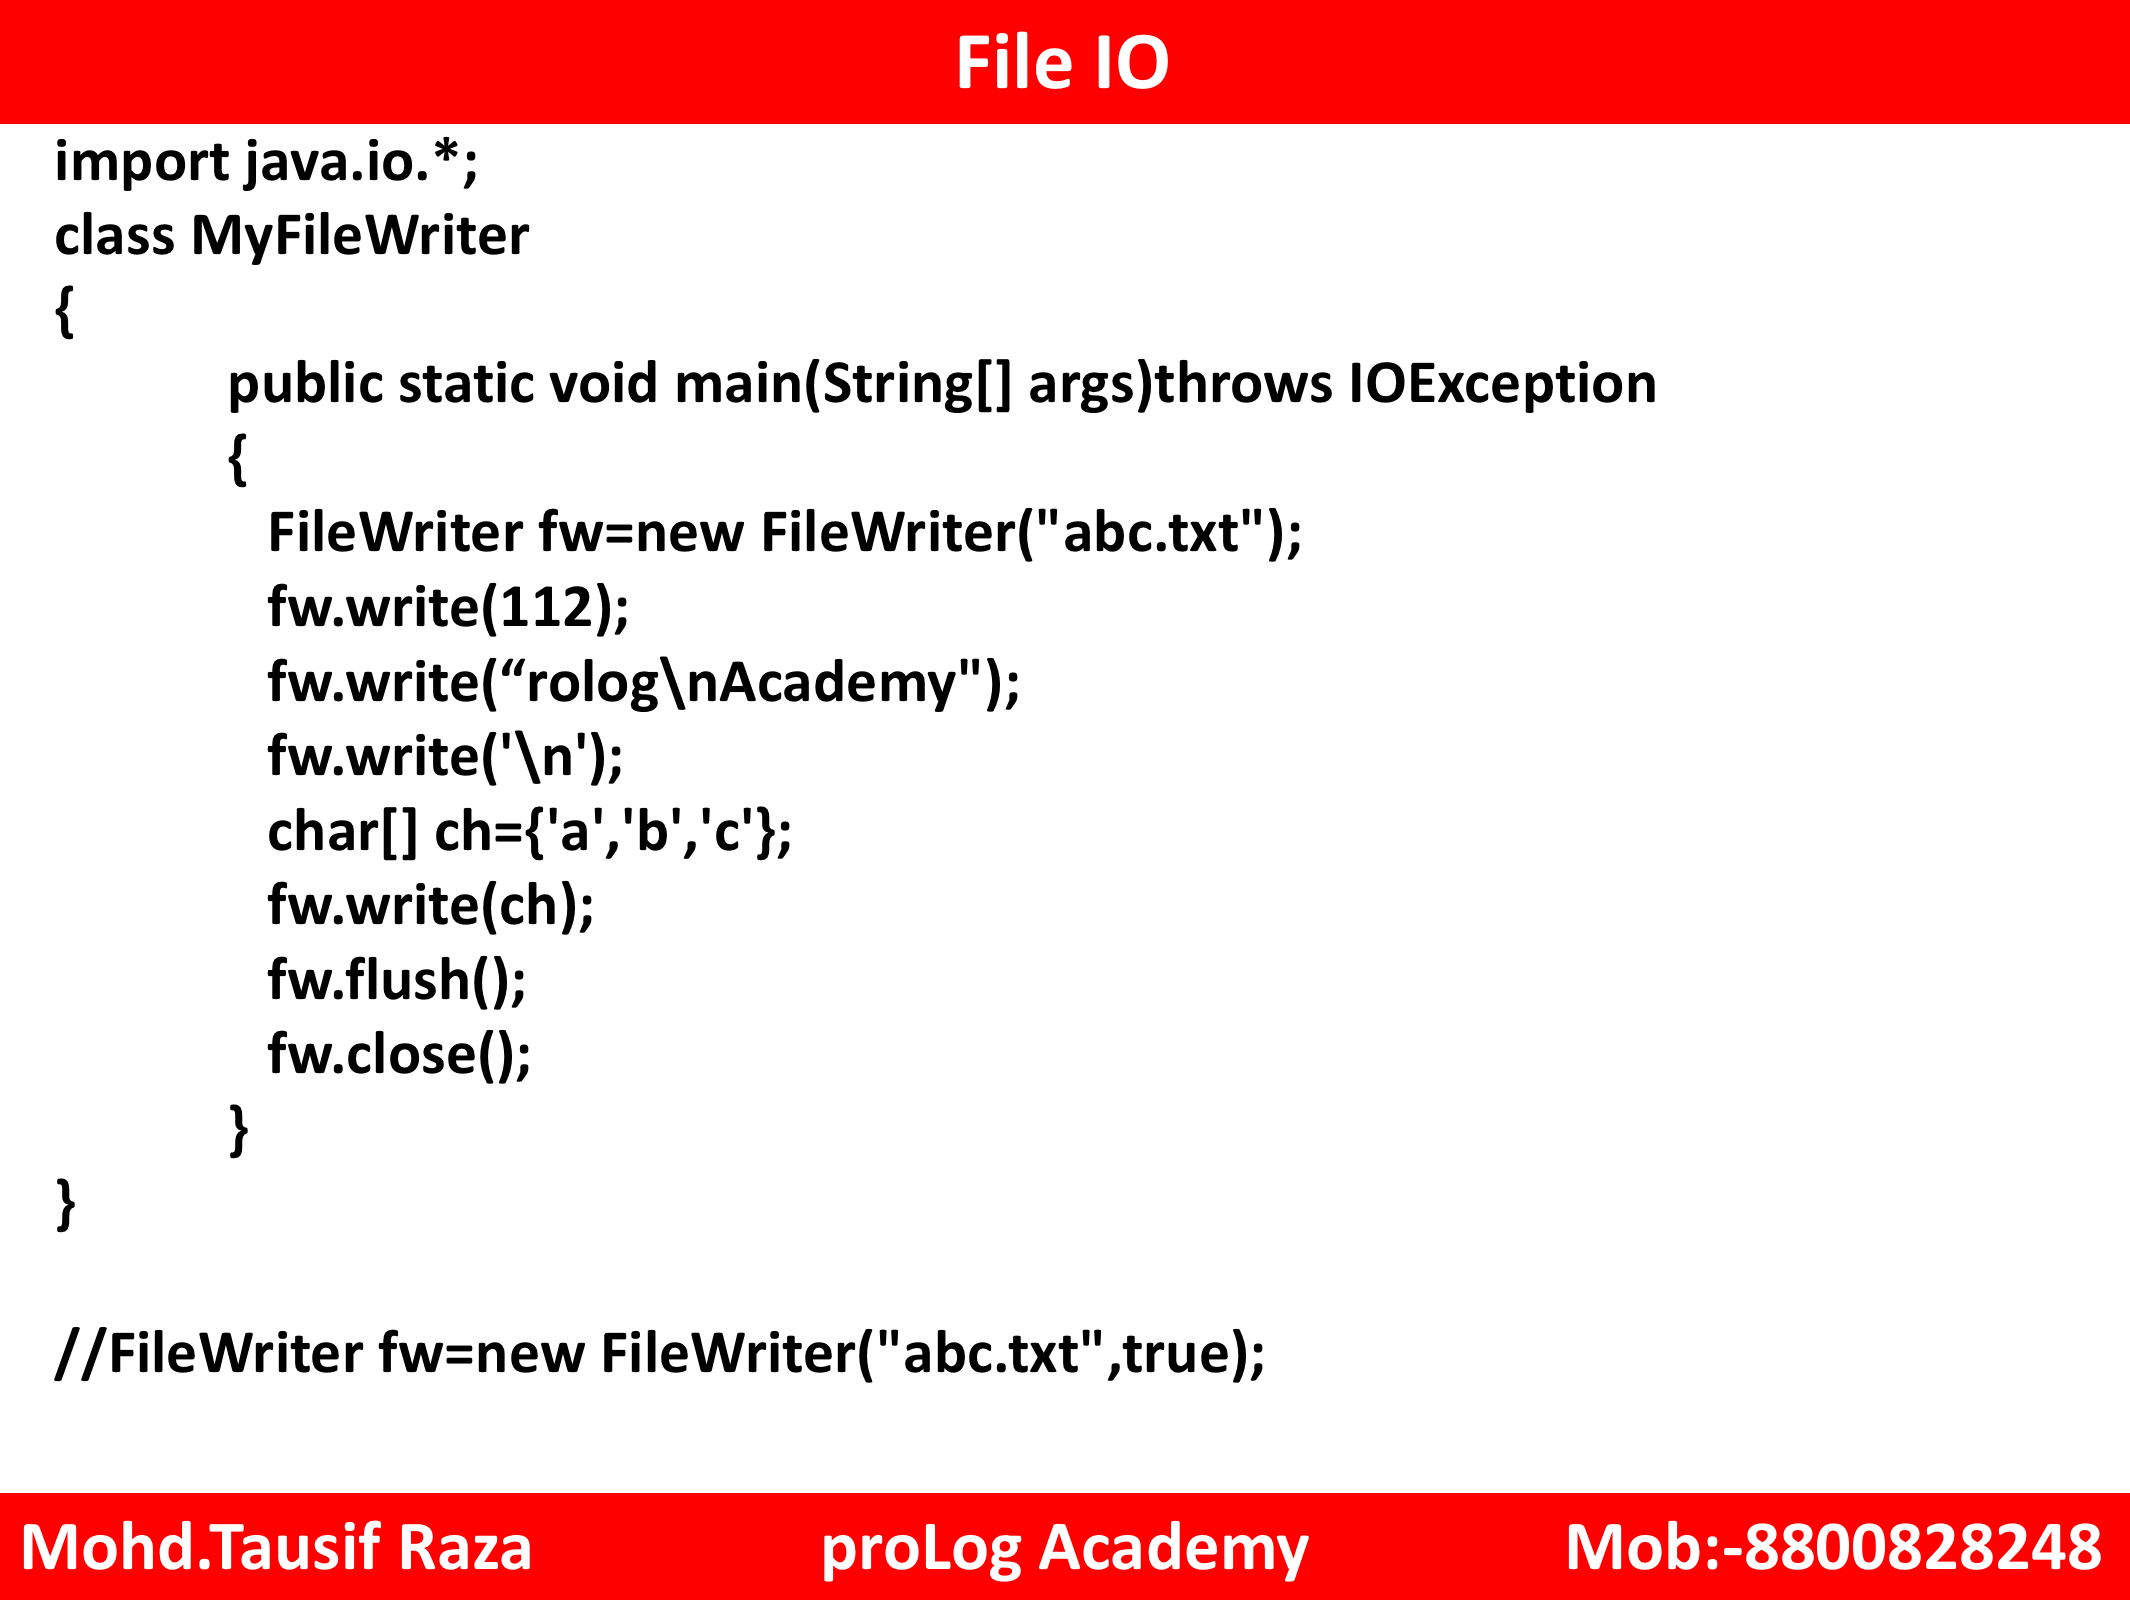 File IO
import java.io.*;
class MyFileWriter
{
public static void main(String[] args)throws IOException
{
FileWriter fw=new FileWriter("abc.txt");
fw.write(112);
fw.write(“rolog\nAcademy");
fw.write('\n');
char[] ch={'a','b','c'};
fw.write(ch);
fw.flush();
fw.close();
}
}
//FileWriter fw=new FileWriter("abc.txt",true);
Mohd.Tausif Raza proLog Academy Mob:-8800828248